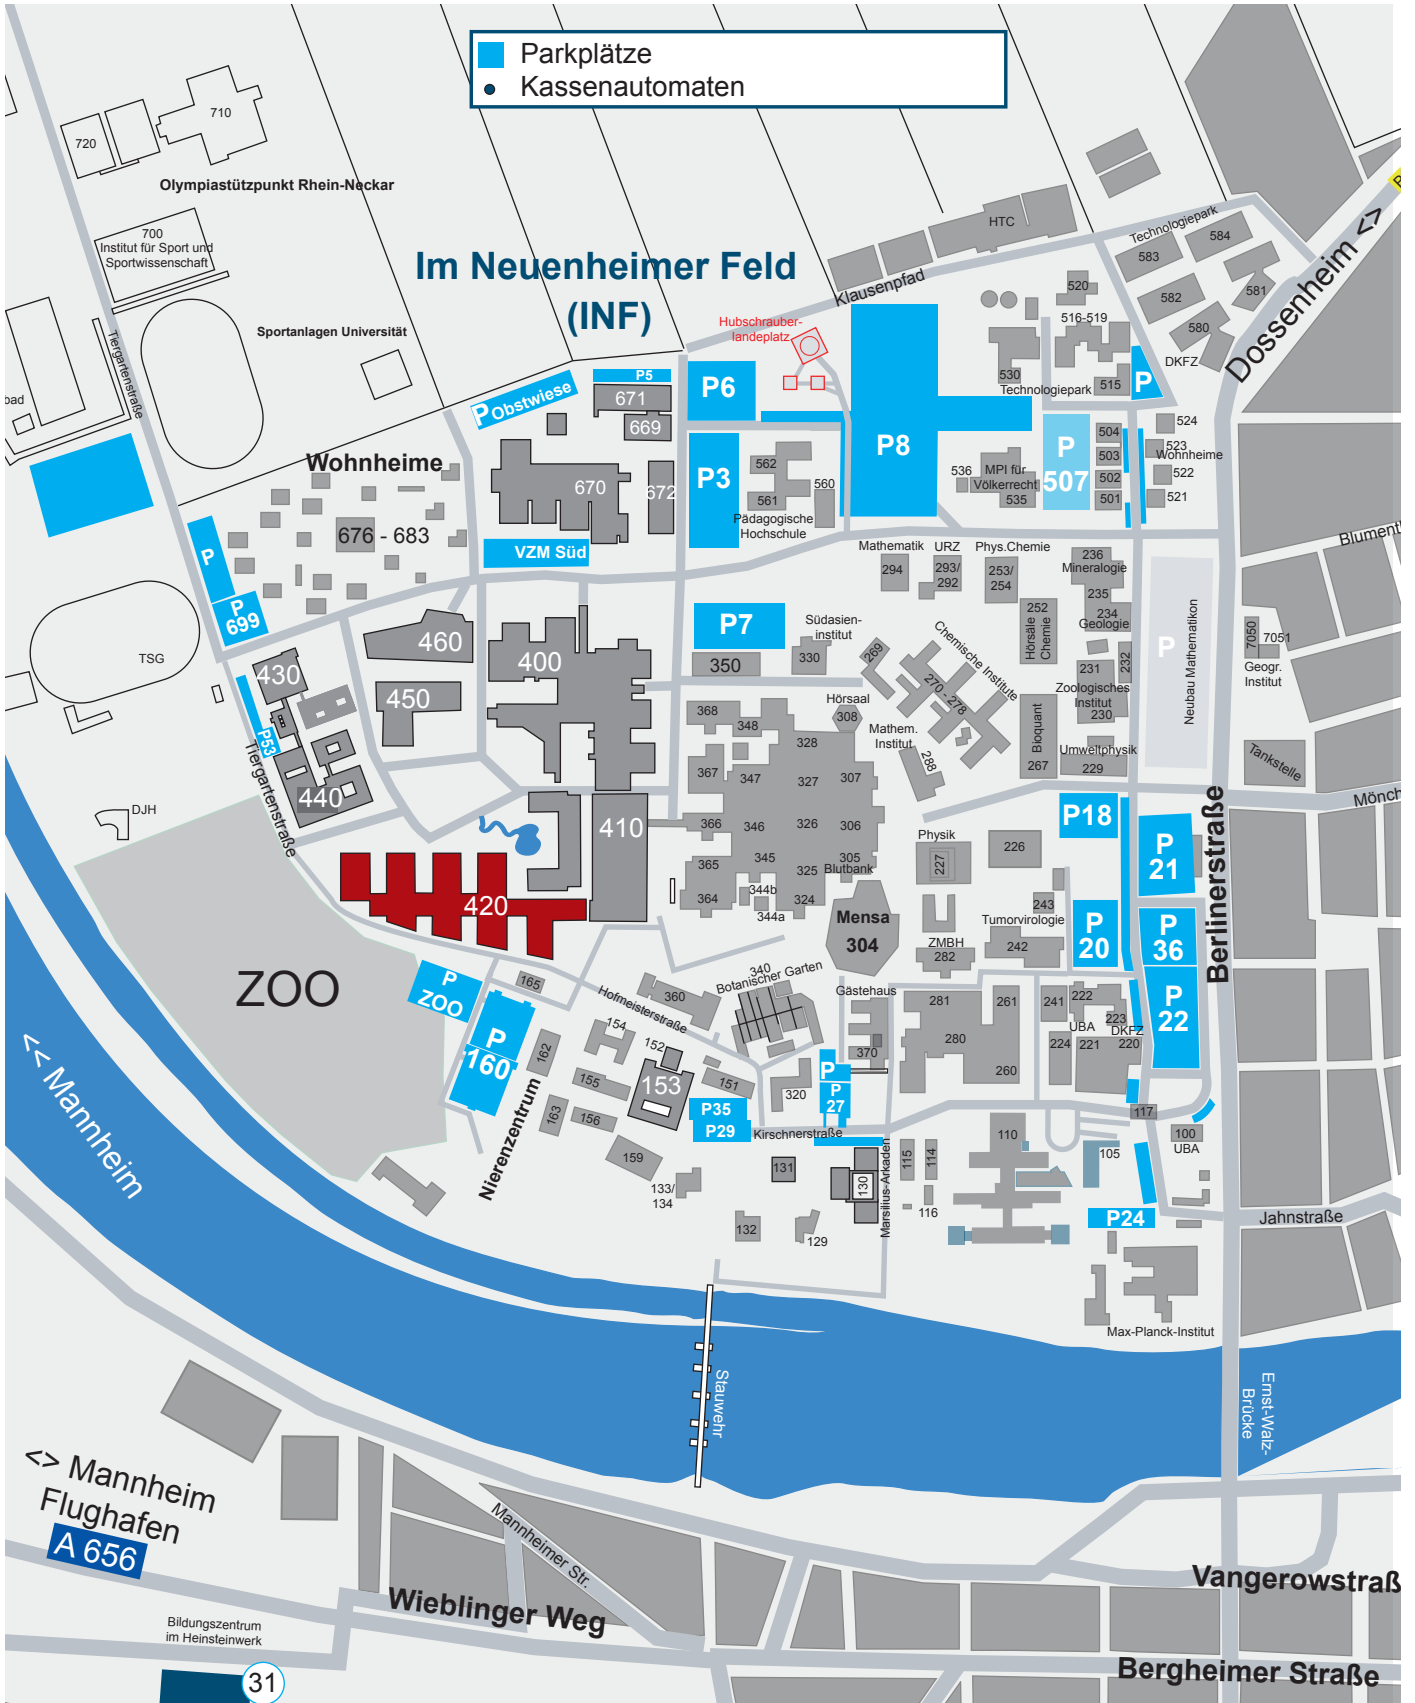 Parkplätze
Kassenautomaten
720
710
Olympiastützpunkt Rhein-Neckar
700
Institut für Sport und
Sportwissenschaft
Im Neuenheimer Feld
(INF)
Sportanlagen Universität
Tiergartenstraße
bad
HTC
Technologiepark
584
583
581
582
580
DKFZ
Dossenheim <>
Klausenpfad
Hubschrauber-
landeplatz
520
516-519
530
515
Technologiepark
P
P5
P Obstwiese
671
669
P6
P8
P3
670
672
Wohnheime
676 - 683
VZM Süd
562
561
560
Pädagogische
Hochschule
536
MPI für
Völkerrecht
535
P
507
504
503
502
501
524
523
Wohnheime
522
521
P
P
699
Mathematik
294
URZ
293/
292
Phys.Chemie
253/
254
236
Mineralogie
235
234
Geologie
252
Hörsäle
Chemie
231
232
Zoologisches
Institut
230
P
Neubau Mathematikon
7050
7051
Geogr.
Institut
Blument
TSG
430
460
450
400
P7
350
Südasien-
institut
330
269
Chemische Institute
270 - 278
Hörsaal
308
Mathem.
Institut
288
Bioquant
267
Umweltphysik
229
Tankstelle
Mönch
P53
440
Tiergartenstraße
DJH
368
348
328
367
347
327
307
410
366
346
326
306
365
345
325
305
Blutbank
364
344b
344a
324
420
Mensa
304
Physik
227
226
243
Tumorvirologie
242
ZMBH
282
P18
P
21
P
20
P
36
P
22
Berlinerstraße
ZOO
P
ZOO
165
P
160
162
163
Nierenzentrum
Hofmeisterstraße
360
340
Botanischer Garten
Gästehaus
370
154
152
155
156
153
151
159
133/
134
320
P
P
27
P35
P29
Kirschnerstraße
281
261
280
260
241
222
UBA
223
DKFZ
224
221
220
117
100
UBA
110
105
115
114
116
131
130
Marsilius-Arkaden
132
129
P24
Jahnstraße
Max-Planck-Institut
<< Mannheim
Stauwehr
Ernst-Walz-
Brücke
<> Mannheim
Flughafen
A 656
Mannheimer Str.
Wieblinger Weg
Vangerowstraß
Bergheimer Straße
Bildungszentrum
im Heinsteinwerk
31